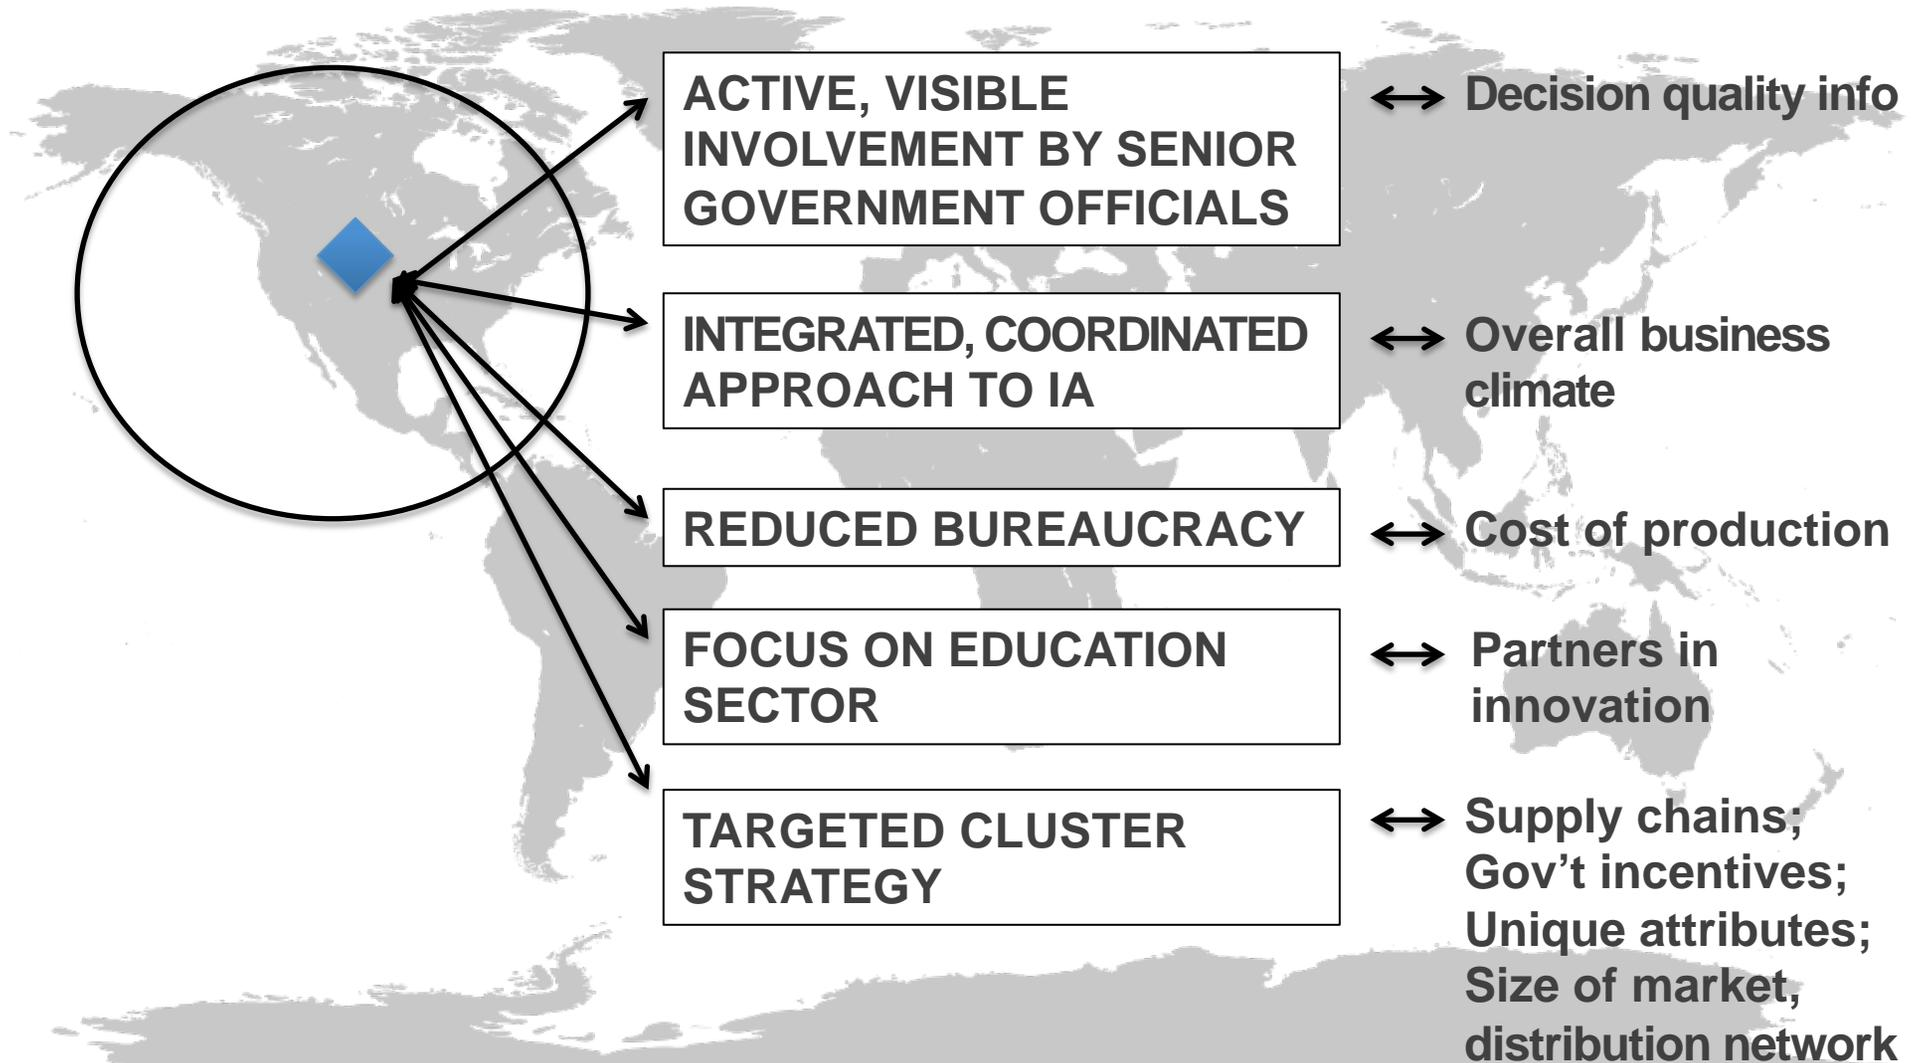 ACTIVE, VISIBLE
INVOLVEMENT BY SENIOR
GOVERNMENT OFFICIALS
Decision quality info
INTEGRATED, COORDINATED
APPROACH TO IA
Overall business
climate
REDUCED BUREAUCRACY
Cost of production
FOCUS ON EDUCATION
SECTOR
Partners in
innovation
TARGETED CLUSTER
STRATEGY
Supply chains;
Gov’t incentives;
Unique attributes;
Size of market,
distribution network